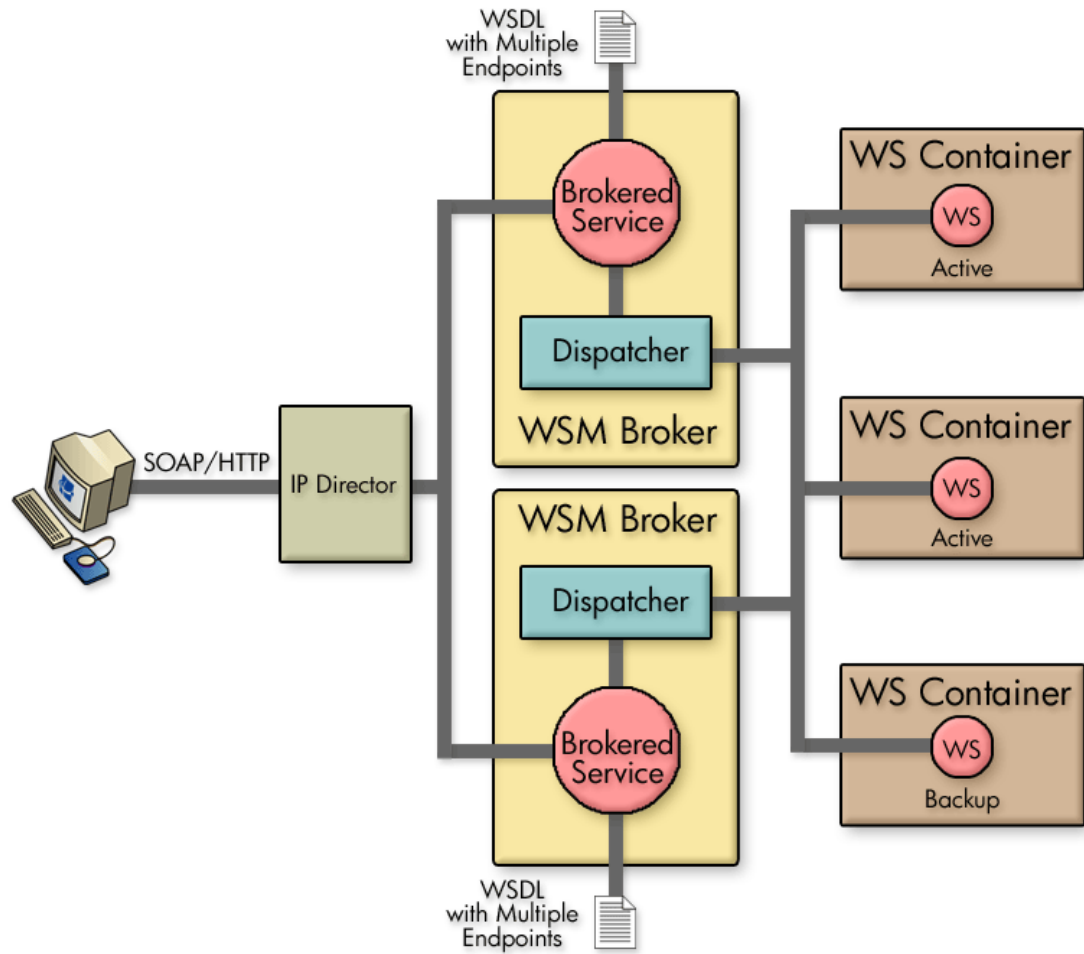 WSDL
with Multiple
Endpoints
Brokered
Service
Dispatcher
WSM Broker
SOAP/HTTP
IP Director
WSM Broker
Dispatcher
Brokered
Service
WSDL
with Multiple
Endpoints
WS Container
WS
Active
WS Container
WS
Active
WS Container
WS
Backup